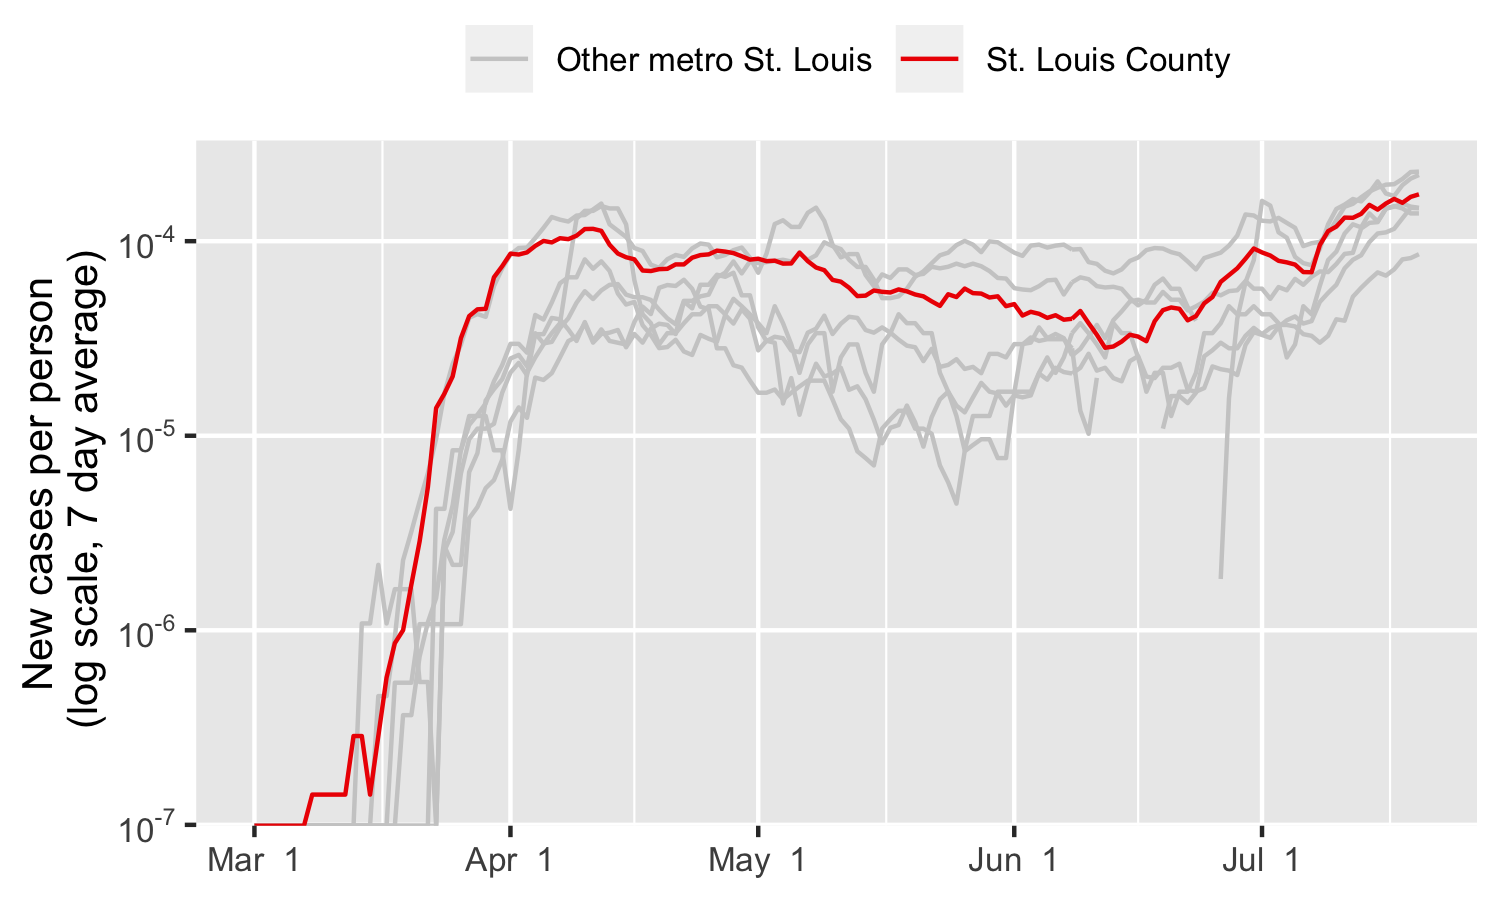 Other metro St. Louis
St. Louis County
New cases per person
(log scale, 7 day average)
10⁻⁴
10⁻⁵
10⁻⁶
10⁻⁷
Mar 1
Apr 1
May 1
Jun 1
Jul 1